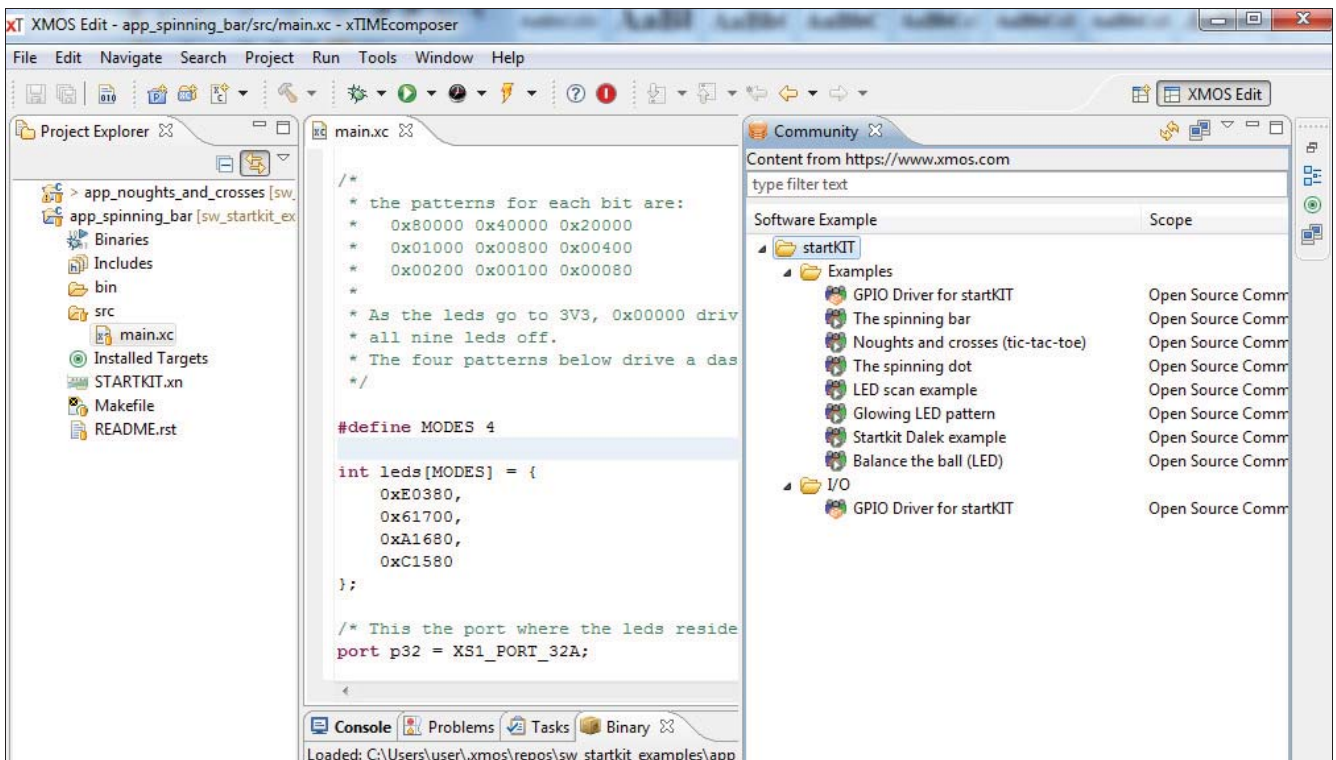 XMOS Edit - app_spinning_bar/src/main.xc - xTIMEcomposer
File Edit Navigate Search Project Run Tools Window Help
XMOS Edit
Project Explorer
> app_noughts_and_crosses [sw_
app_spinning_bar [sw_startkit_ex
Binaries
Includes
bin
src
main.xc
Installed Targets
STARTKIT.xn
Makefile
README.rst
main.xc
/*
* the patterns for each bit are:
* 0x80000 0x40000 0x20000
* 0x01000 0x00800 0x00400
* 0x00200 0x00100 0x00080
*
* As the leds go to 3V3, 0x00000 driv
* all nine leds off.
* The four patterns below drive a das
*/
#define MODES 4
int leds[MODES] = {
0xE0380,
0x61700,
0xA1680,
0xC1580
};
/* This the port where the leds reside
port p32 = XS1_PORT_32A;
Console Problems Tasks Binary
Loaded: C:\Users\user\.xmos\repos\sw_startkit_examples\app_
Community
Content from https://www.xmos.com
type filter text
Software Example Scope
startKIT
Examples
GPIO Driver for startKIT Open Source Comm
The spinning bar Open Source Comm
Noughts and crosses (tic-tac-toe) Open Source Comm
The spinning dot Open Source Comm
LED scan example Open Source Comm
Glowing LED pattern Open Source Comm
Startkit Dalek example Open Source Comm
Balance the ball (LED) Open Source Comm
I/O
GPIO Driver for startKIT Open Source Comm